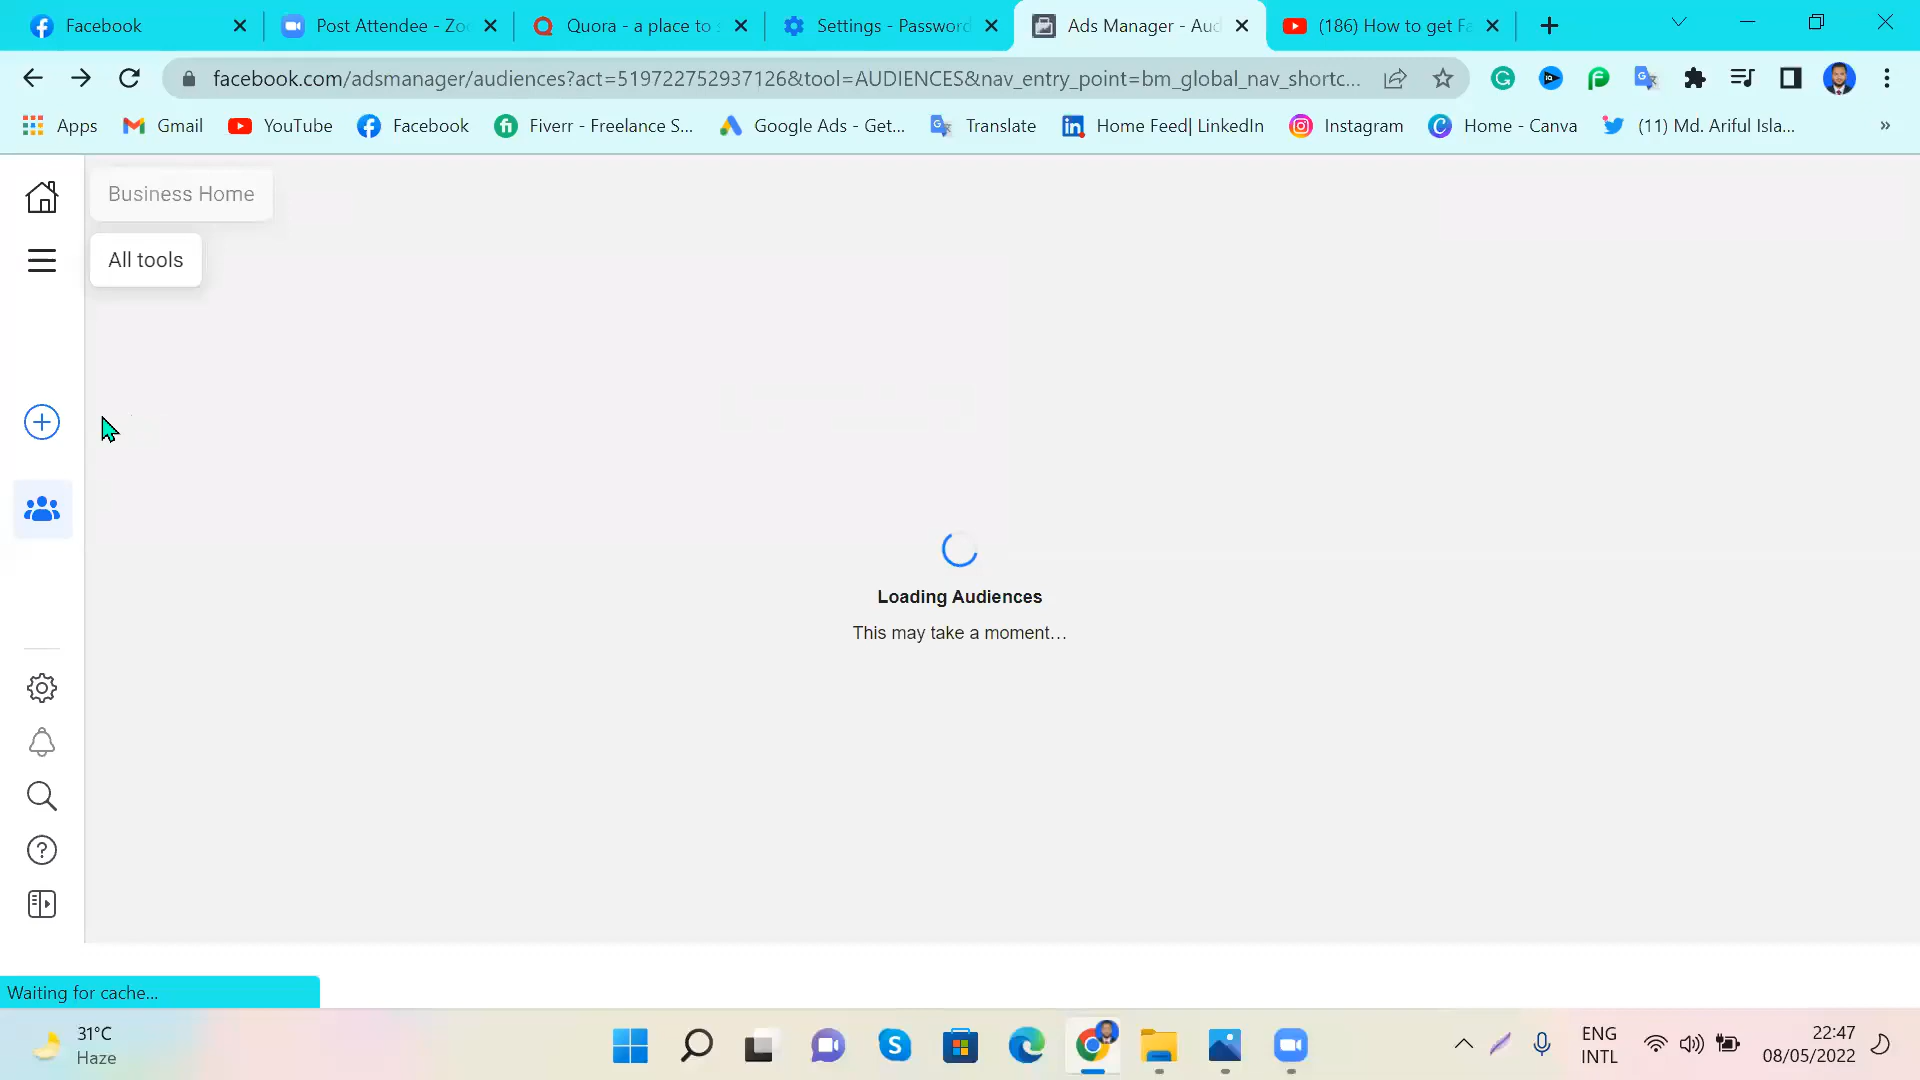 Facebook
Post Attendee - Zo
Quora - a place to s
Settings - Password
Ads Manager - Aud
(186) How to get Fa
facebook.com/adsmanager/audiences?act=519722752937126&tool=AUDIENCES&nav_entry_point=bm_global_nav_shortc...
Apps
Gmail
YouTube
Facebook
Fiverr - Freelance S...
Google Ads - Get...
Translate
Home Feed| LinkedIn
Instagram
Home - Canva
(11) Md. Ariful Isla...
»
Business Home
All tools
Loading Audiences
This may take a moment...
Waiting for cache...
31°C
Haze
ENG
INTL
22:47
08/05/2022